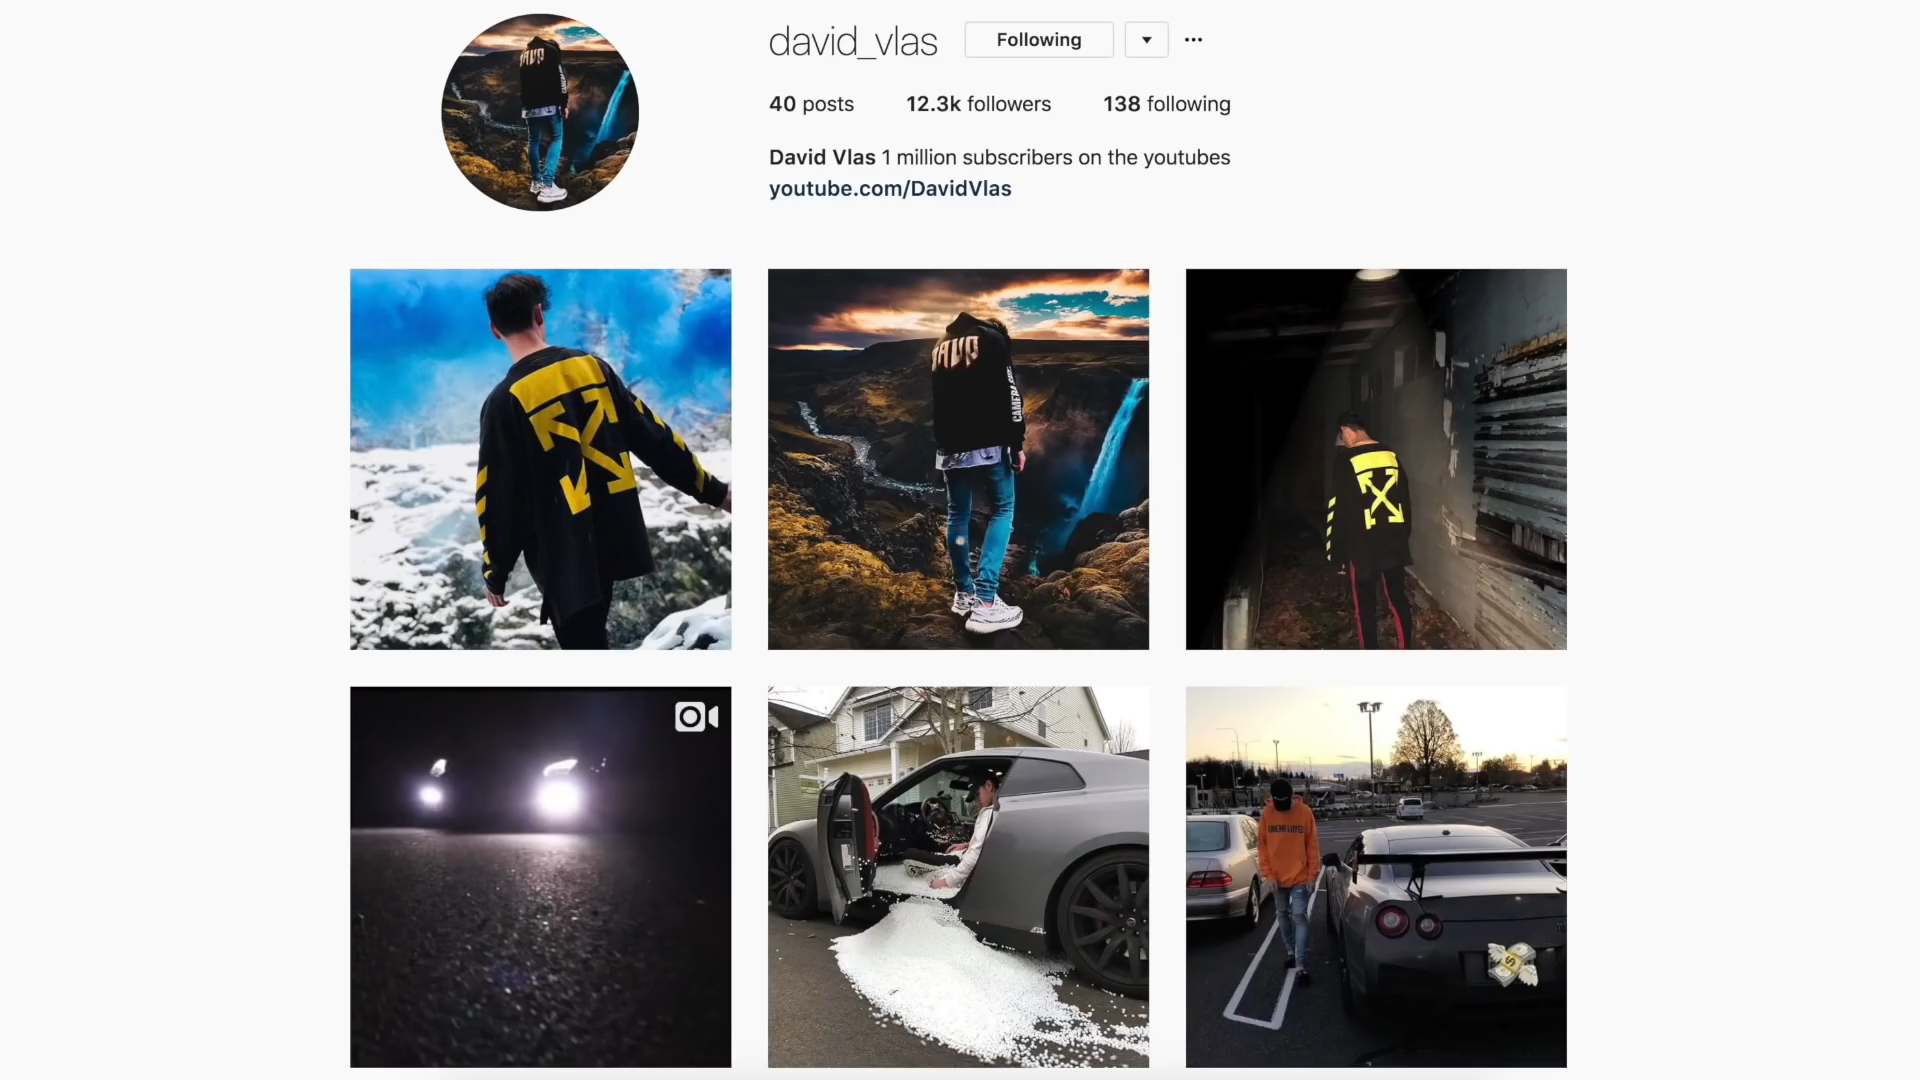 david_vlas Following
40 posts 12.3k followers 138 following
David Vlas 1 million subscribers on the youtubes
youtube.com/DavidVlas